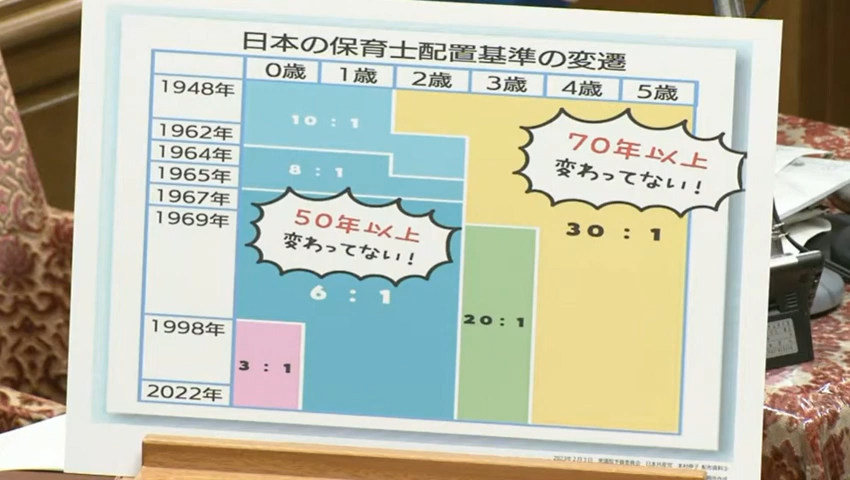 日本の保育士配置基準の変遷
0歳 1歳 2歳 3歳 4歳 5歳
1948年
10:1
1962年
1964年
8:1
1965年
1967年
1969年
70年以上
変わってない!
50年以上
変わってない!
30:1
6:1
20:1
1998年
3:1
2022年